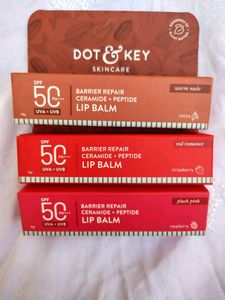 DOT & KEY
SKINCARE
warm nude
SPF
50
PA+++
UVA + UVB
BARRIER REPAIR
CERAMIDE + PEPTIDE
LIP BALM
cocoa
red romance
SPF
50
PA+++
UVA + UVB
BARRIER REPAIR
CERAMIDE + PEPTIDE
LIP BALM
strawberry
plush pink
SPF
50
PA+++
UVA + UVB
BARRIER REPAIR
CERAMIDE + PEPTIDE
LIP BALM
raspberry